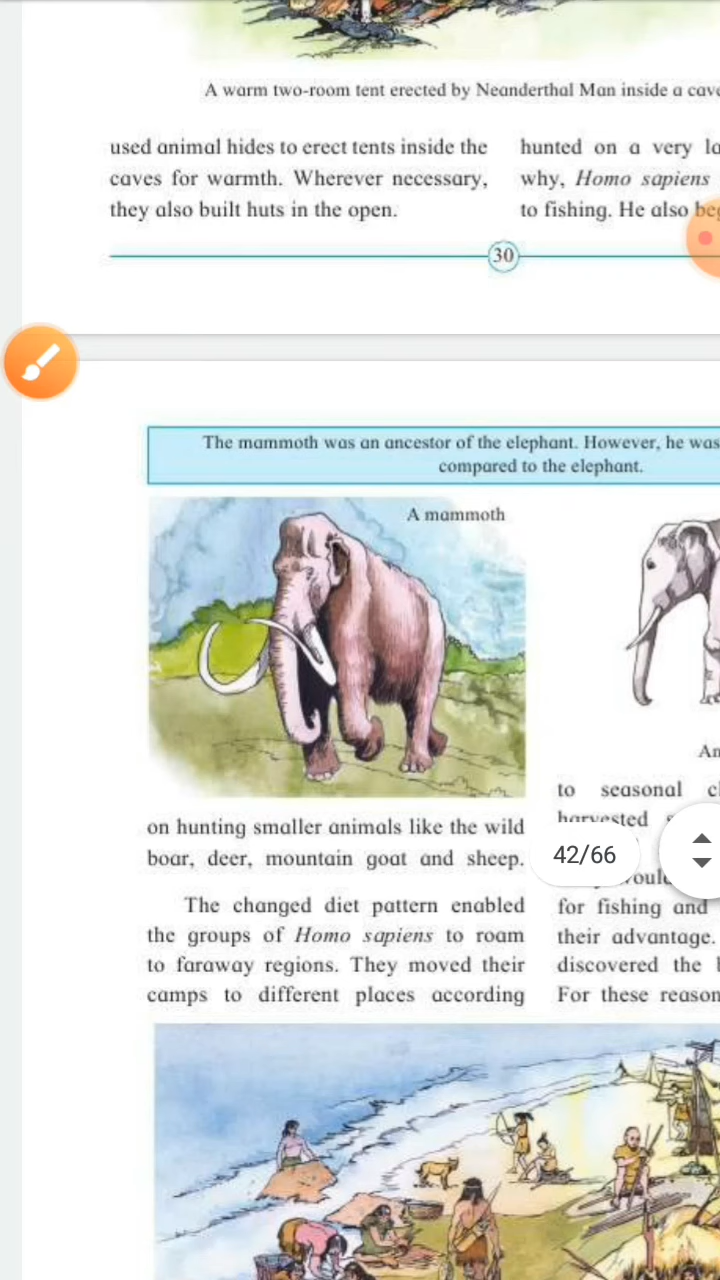 A warm two-room tent erected by Neanderthal Man inside a cave
used animal hides to erect tents inside the
caves for warmth. Wherever necessary,
they also built huts in the open.
hunted on a very
why, Homo sapiens
to fishing. He also
30
The mammoth was an ancestor of the elephant. However, he was
compared to the elephant.
A mammoth
on hunting smaller animals like the wild
boar, deer, mountain goat and sheep.
The changed diet pattern enabled
the groups of Homo sapiens to roam
to faraway regions. They moved their
camps to different places according
to seasonal
harvested
42/66
for fishing and
their advantage.
discovered the
For these reason